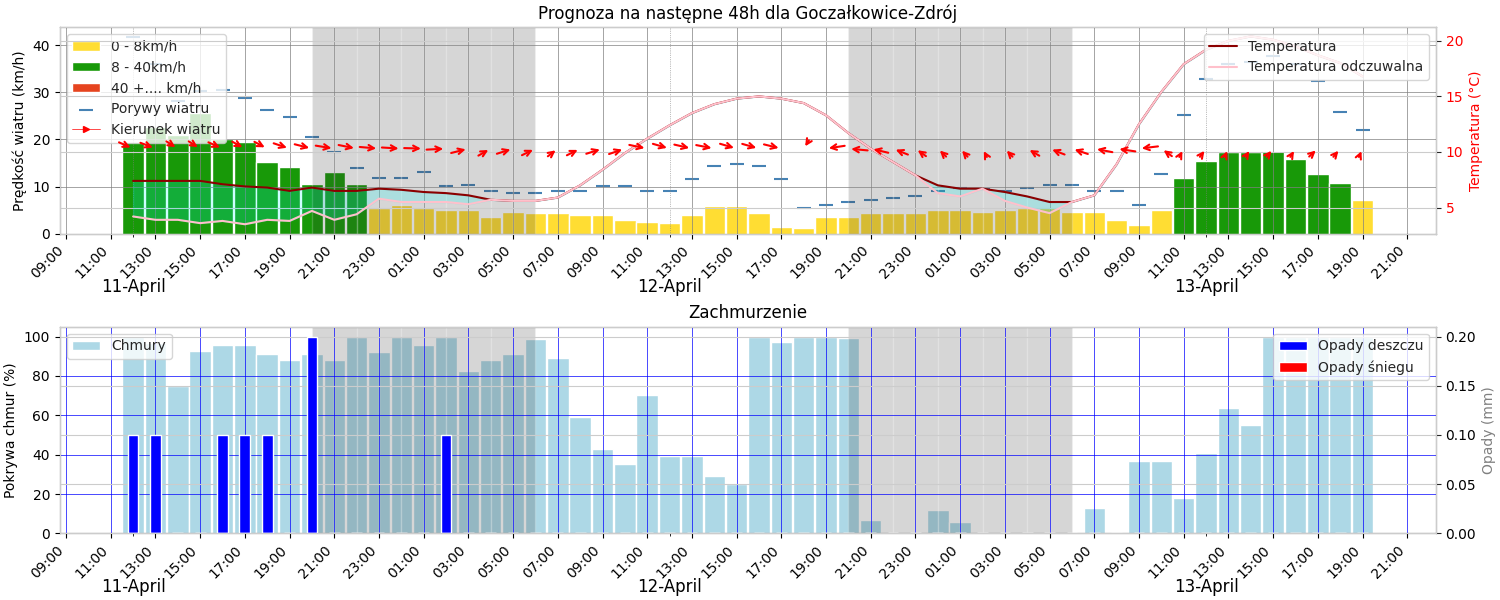 Prognoza na następne 48h dla Goczałkowice-Zdrój
Prędkość wiatru (km/h)
40
30
20
10
0
0 - 8km/h
8 - 40km/h
40 +.... km/h
Porywy wiatru
Kierunek wiatru
Temperatura
Temperatura odczuwalna
20
15
10
5
Temperatura (°C)
09:00 11:00 13:00 15:00 17:00 19:00 21:00 23:00 01:00 03:00 05:00 07:00 09:00 11:00 13:00 15:00 17:00 19:00 21:00 23:00 01:00 03:00 05:00 07:00 09:00 11:00 13:00 15:00 17:00 19:00 21:00
11-April 12-April 13-April
Zachmurzenie
Pokrywa chmur (%)
100
80
60
40
20
0
Chmury
Opady deszczu
Opady śniegu
0.20
0.15
0.10
0.05
0.00
Opady (mm)
09:00 11:00 13:00 15:00 17:00 19:00 21:00 23:00 01:00 03:00 05:00 07:00 09:00 11:00 13:00 15:00 17:00 19:00 21:00 23:00 01:00 03:00 05:00 07:00 09:00 11:00 13:00 15:00 17:00 19:00 21:00
11-April 12-April 13-April